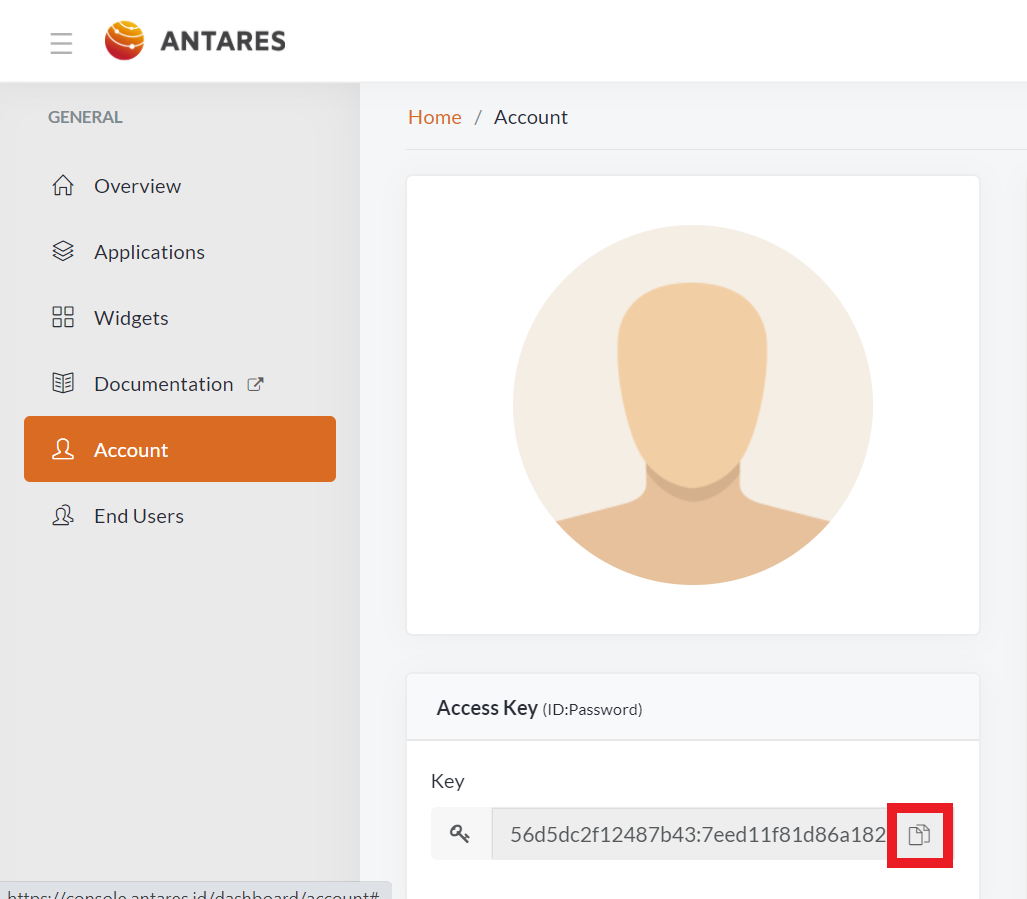 ANTARES
GENERAL
Overview
Applications
Widgets
Documentation
Account
End Users
Home / Account
Access Key (ID:Password)
Key
56d5dc2f12487b43:7eed11f81d86a182
https://console.antares.id/dashboard/account#